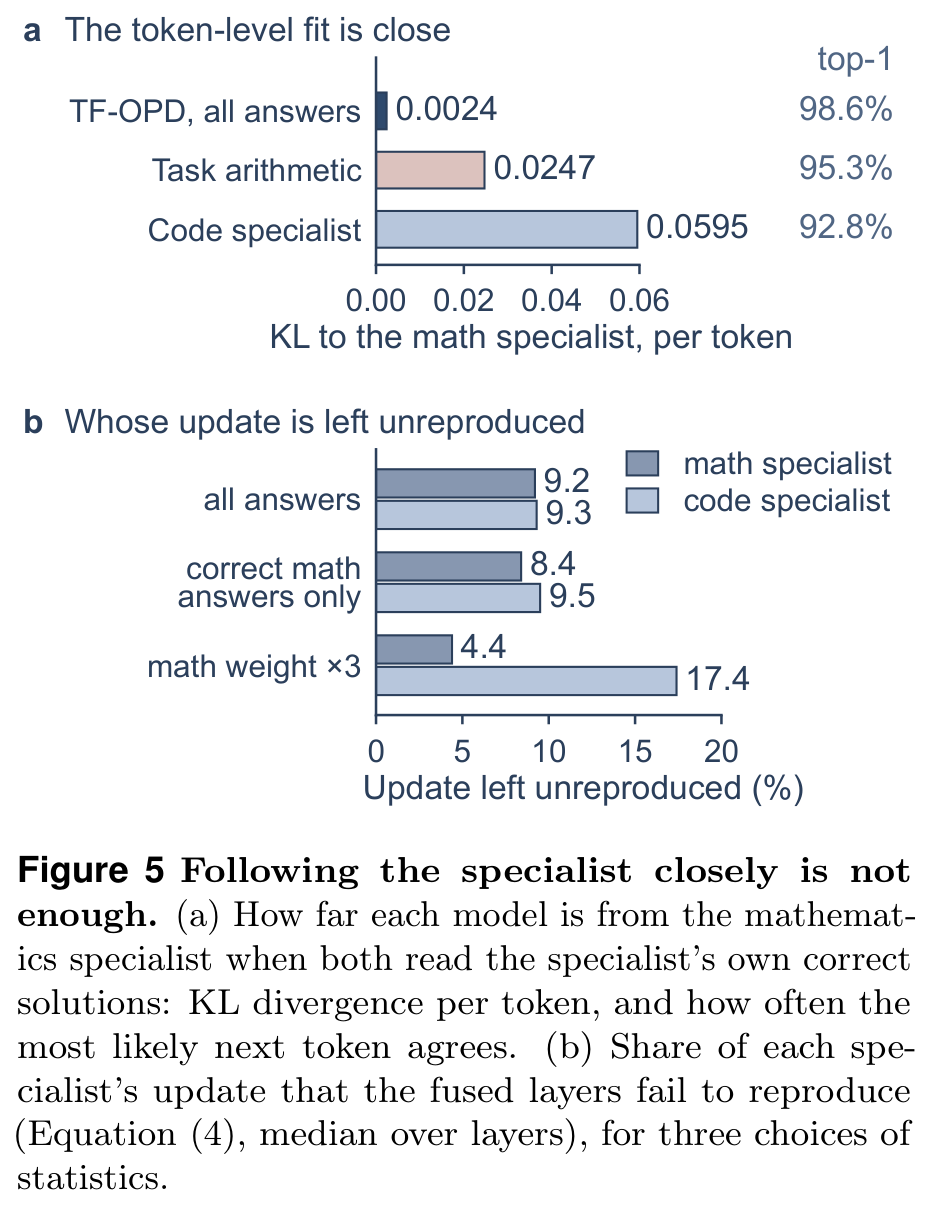 a The token-level fit is close
top-1
TF-OPD, all answers 0.0024 98.6%
Task arithmetic 0.0247 95.3%
Code specialist 0.0595 92.8%
0.00 0.02 0.04 0.06
KL to the math specialist, per token
b Whose update is left unreproduced
math specialist
code specialist
all answers 9.2
9.3
correct math
answers only 8.4
9.5
math weight ×3 4.4
17.4
0 5 10 15 20
Update left unreproduced (%)
Figure 5 Following the specialist closely is not
enough. (a) How far each model is from the mathemat-
ics specialist when both read the specialist's own correct
solutions: KL divergence per token, and how often the
most likely next token agrees. (b) Share of each spe-
cialist's update that the fused layers fail to reproduce
(Equation (4), median over layers), for three choices of
statistics.